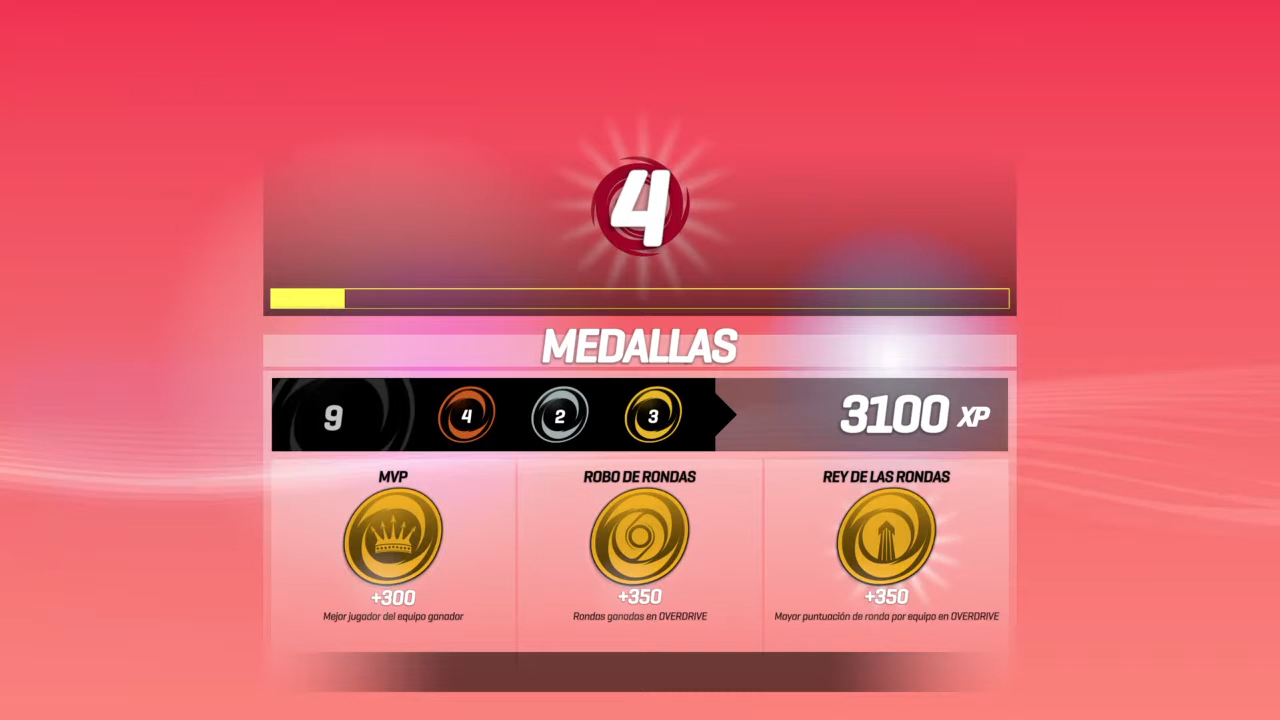 4
MEDALLAS
9 4 2 3 3100 XP
MVP ROBO DE RONDAS REY DE LAS RONDAS
+300 +350 +350
Mejor jugador del equipo ganador Rondas ganadas en OVERDRIVE Mayor puntuación de ronda por equipo en OVERDRIVE